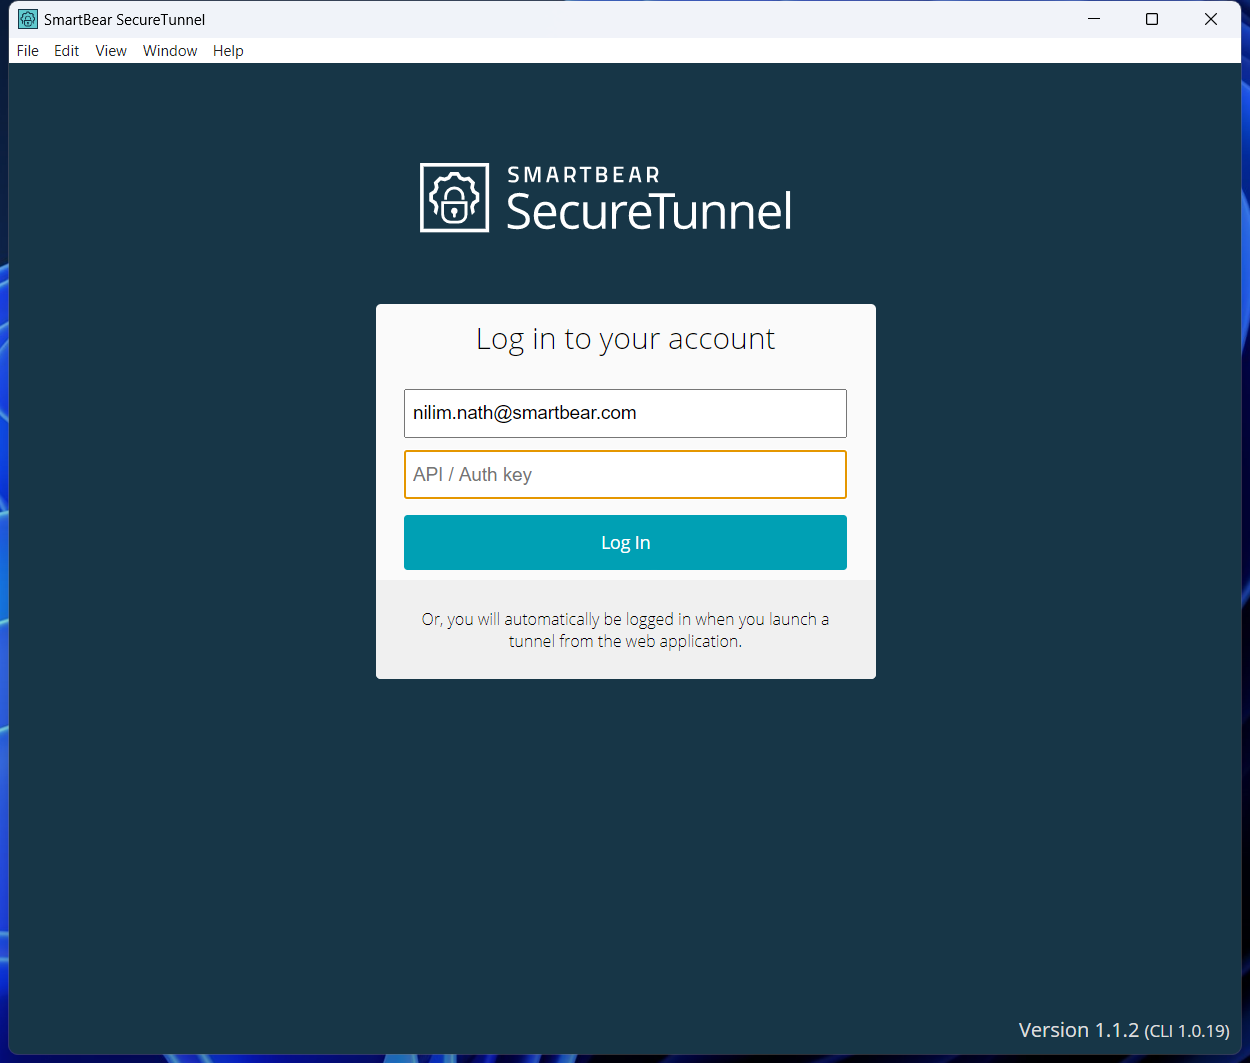 SmartBear SecureTunnel
File Edit View Window Help
SMARTBEAR
SecureTunnel
Log in to your account
nilim.nath@smartbear.com
API / Auth key
Log In
Or, you will automatically be logged in when you launch a
tunnel from the web application.
Version 1.1.2 (CLI 1.0.19)